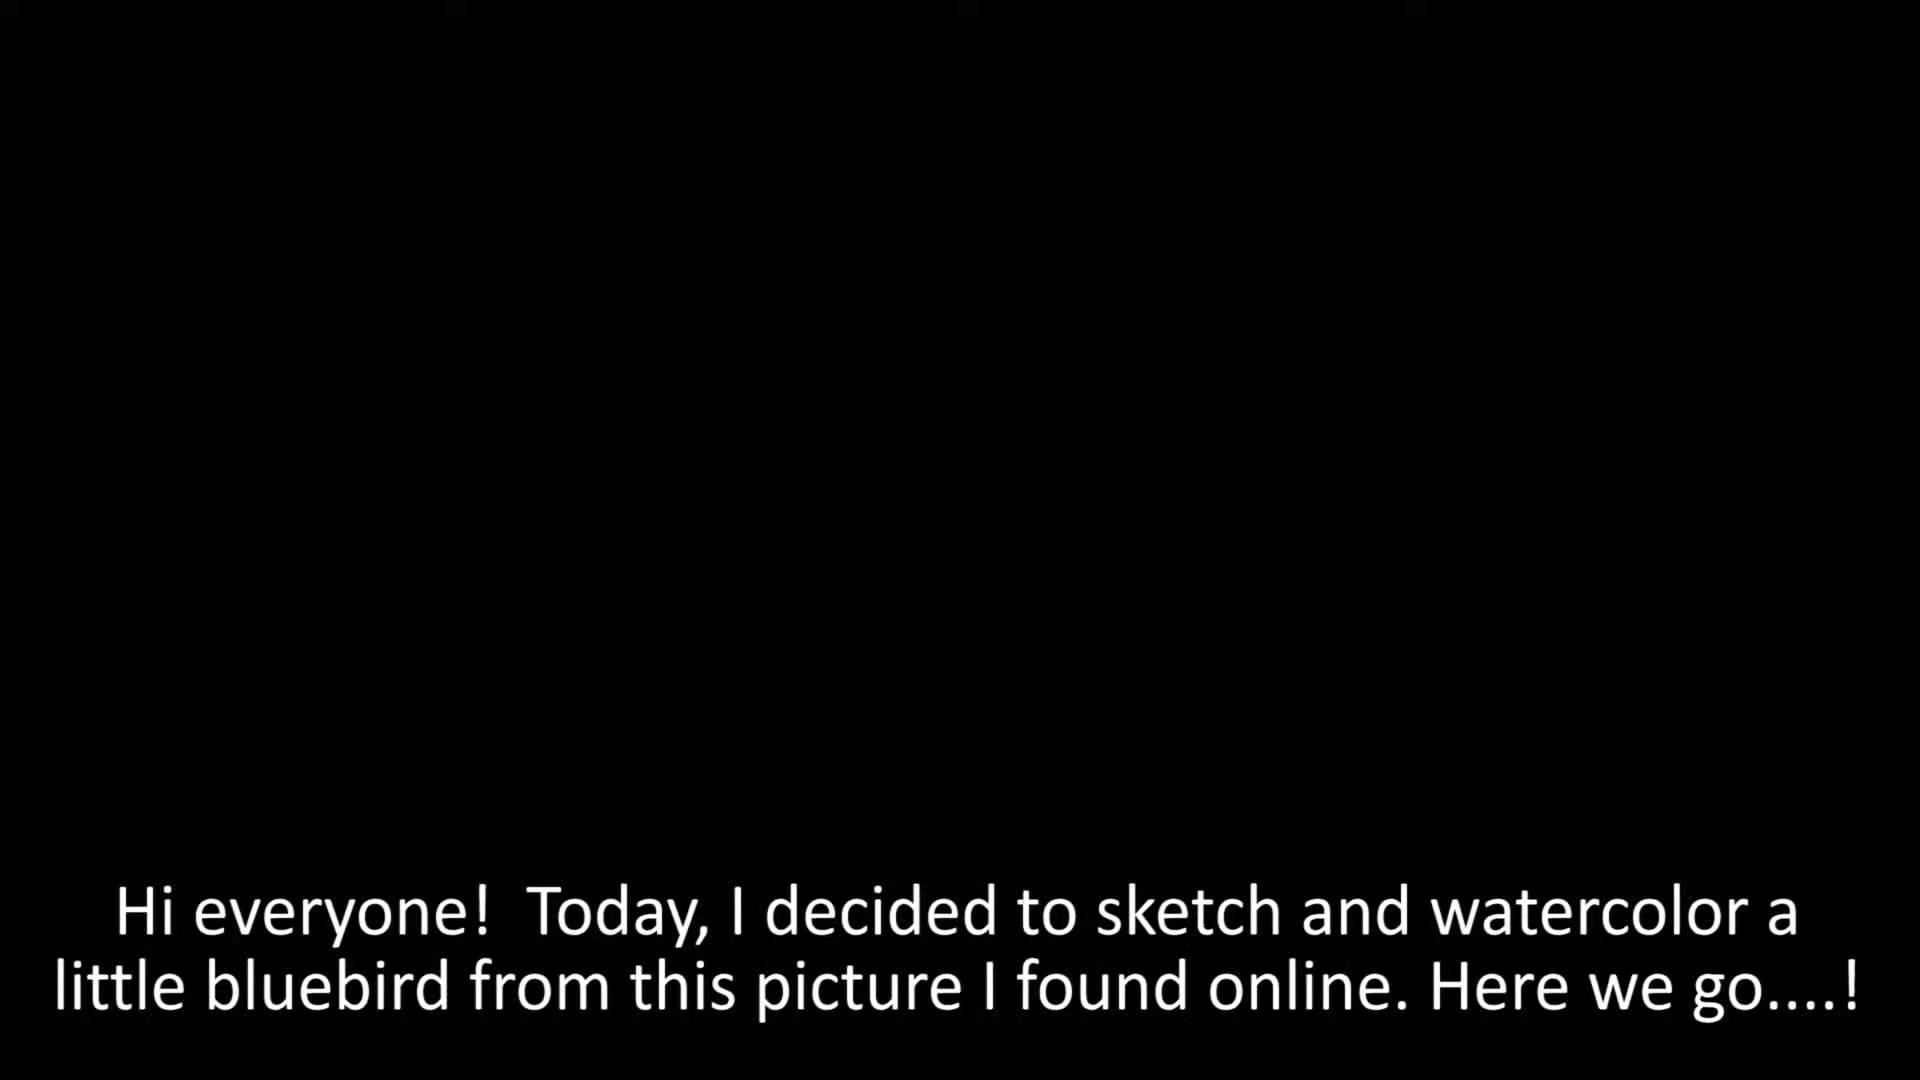 Hi everyone!  Today, I decided to sketch and watercolor a
little bluebird from this picture I found online. Here we go....!